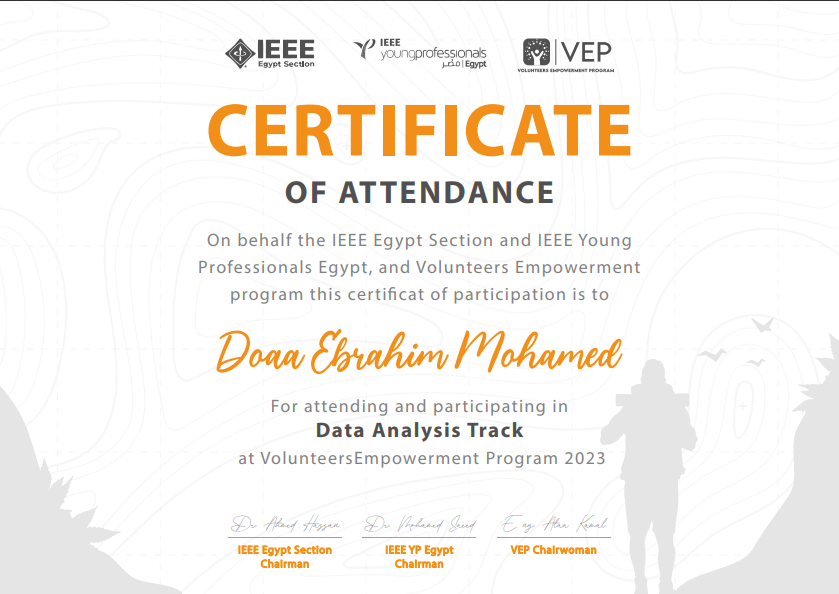 IEEE
Egypt Section
IEEE
youngprofessionals
مصر | Egypt
VEP
VOLUNTEERS EMPOWERMENT PROGRAM
CERTIFICATE
OF ATTENDANCE
On behalf the IEEE Egypt Section and IEEE Young
Professionals Egypt, and Volunteers Empowerment
program this certificat of participation is to
Doaa Ebrahim Mohamed
For attending and participating in
Data Analysis Track
at VolunteersEmpowerment Program 2023
Dr. Ahmed Hassan
Dr. Mohamed Saeed
Eng. Alaa Kamal
IEEE Egypt Section
Chairman
IEEE YP Egypt
Chairman
VEP Chairwoman